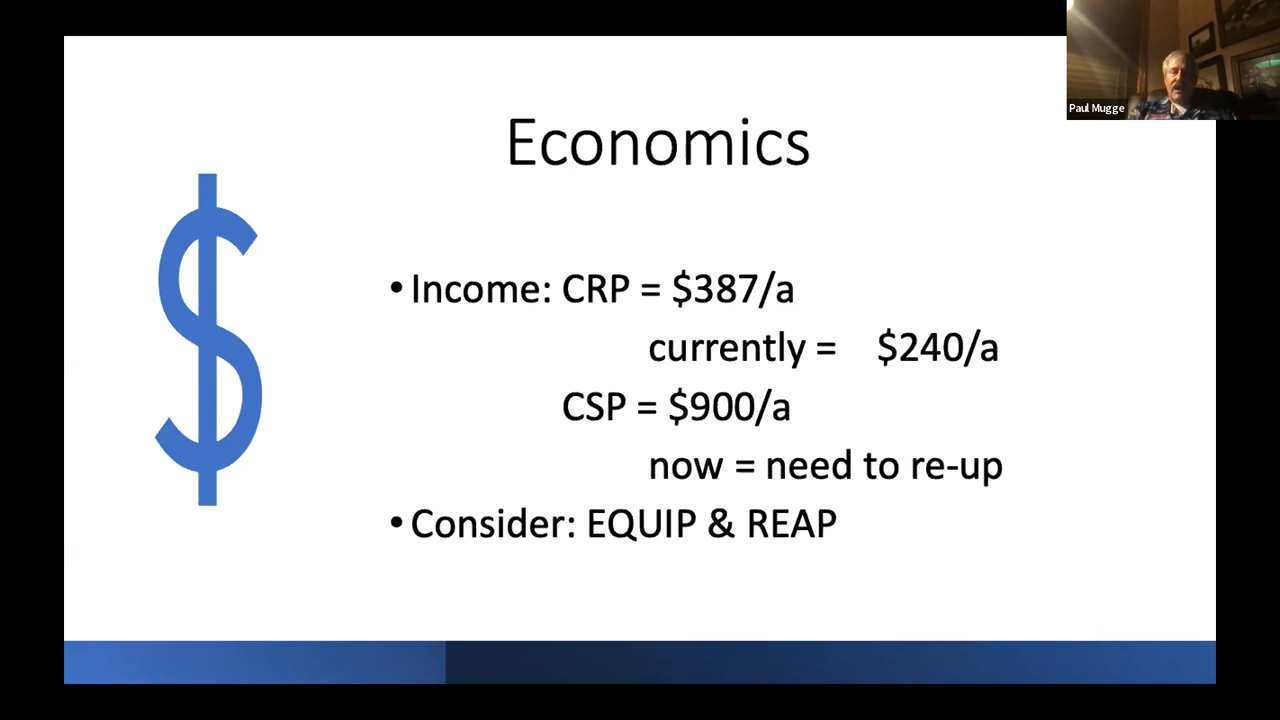 Paul Mugge
Economics
$
• Income: CRP = $387/a
currently = $240/a
CSP = $900/a
now = need to re-up
• Consider: EQUIP & REAP